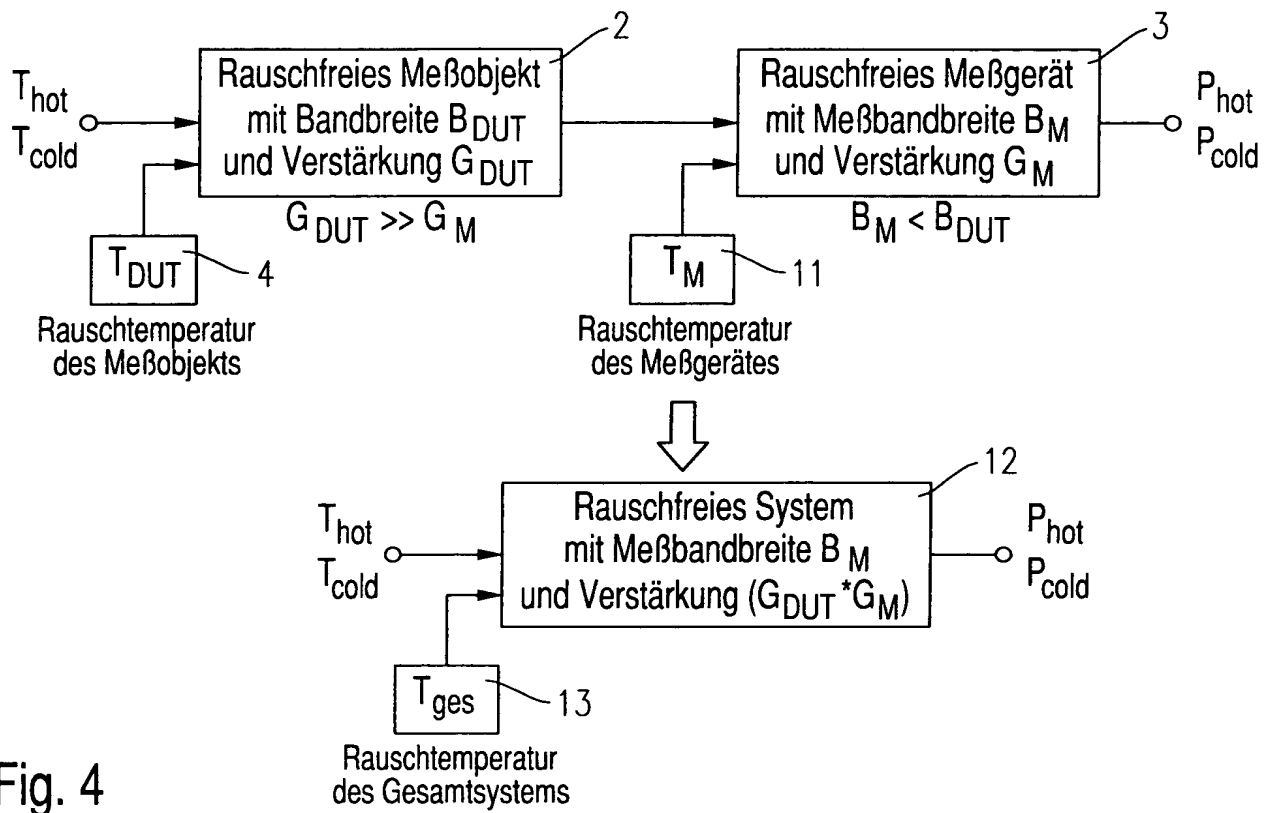 2
3
T_hot
T_cold
Rauschfreies Meßobjekt
mit Bandbreite B_DUT
und Verstärkung G_DUT
Rauschfreies Meßgerät
mit Meßbandbreite B_M
und Verstärkung G_M
P_hot
P_cold
G_DUT >> G_M
B_M < B_DUT
T_DUT
4
T_M
11
Rauschtemperatur
des Meßobjekts
Rauschtemperatur
des Meßgerätes
12
T_hot
T_cold
Rauschfreies System
mit Meßbandbreite B_M
und Verstärkung (G_DUT*G_M)
P_hot
P_cold
T_ges
13
Rauschtemperatur
des Gesamtsystems
Fig. 4